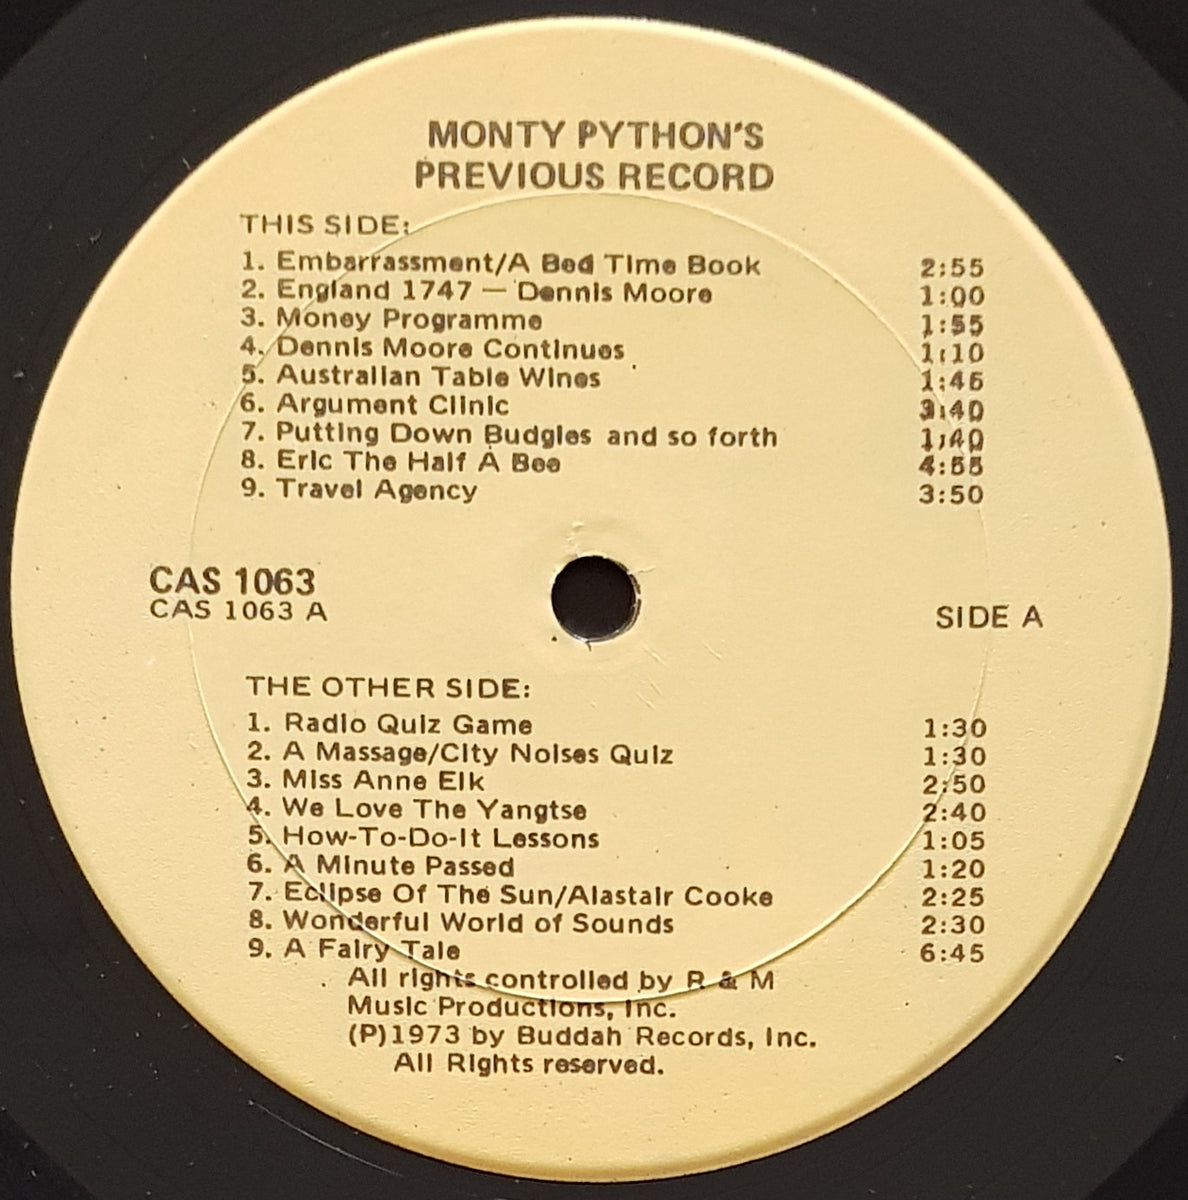 MONTY PYTHON'S
PREVIOUS RECORD
THIS SIDE:
1. Embarrassment/A Bed Time Book 2:55
2. England 1747 — Dennis Moore 1:00
3. Money Programme 1:55
4. Dennis Moore Continues 1:10
5. Australian Table Wines 1:45
6. Argument Clinic 3:40
7. Putting Down Budgies and so forth 1:40
8. Eric The Half A Bee 4:55
9. Travel Agency 3:50
CAS 1063
CAS 1063 A
SIDE A
THE OTHER SIDE:
1. Radio Quiz Game 1:30
2. A Massage/City Noises Quiz 1:30
3. Miss Anne Elk 2:50
4. We Love The Yangtse 2:40
5. How-To-Do-It Lessons 1:05
6. A Minute Passed 1:20
7. Eclipse Of The Sun/Alastair Cooke 2:25
8. Wonderful World of Sounds 2:30
9. A Fairy Tale 6:45
All rights controlled by R & M
Music Productions, Inc.
(P)1973 by Buddah Records, Inc.
All Rights reserved.